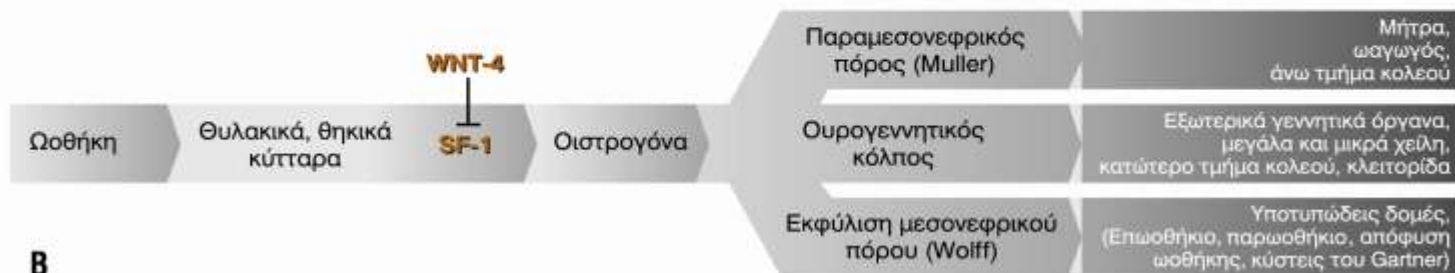 Ωοθήκη
Θυλακικά, θηκικά
κύτταρα
WNT-4
SF-1
Οιστρογόνα
Παραμεσονεφρικός
πόρος (Muller)
Μήτρα,
ωαγωγός,
άνω τμήμα κολεού
Ουρογεννητικός
κόλπος
Εξωτερικά γεννητικά όργανα,
μεγάλα και μικρά χείλη,
κατώτερο τμήμα κολεού, κλειτορίδα
Εκφύλιση μεσονεφρικού
πόρου (Wolff)
Υποτυπώδεις δομές,
(Επωοθήκιο, παρωοθήκιο, απόφυση
ωοθήκης, κύστεις του Gartner)
B